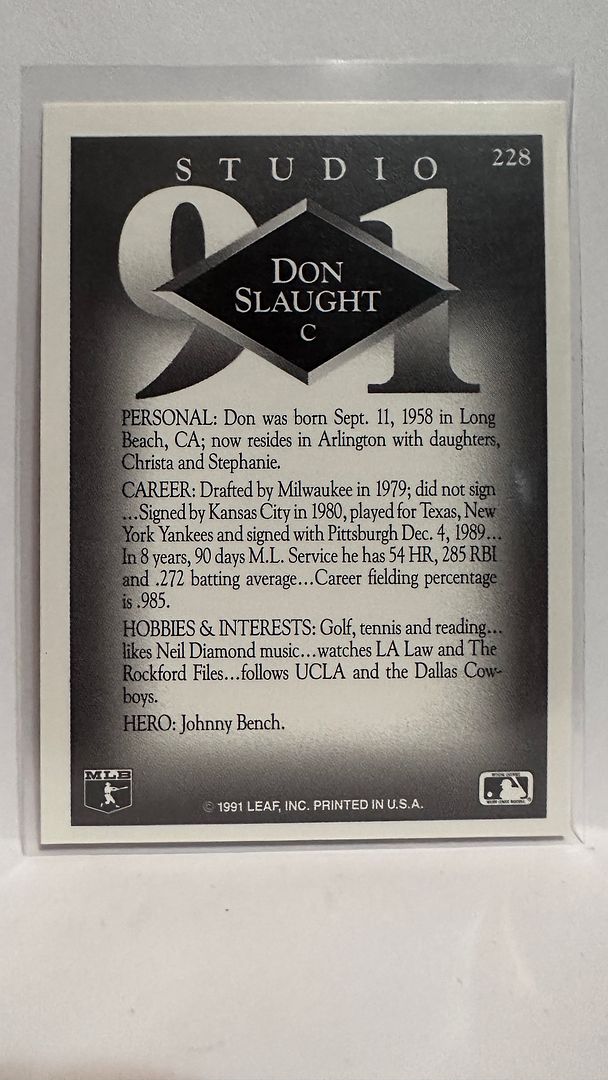 STUDIO
228
91
DON
SLAUGHT
C
PERSONAL: Don was born Sept. 11, 1958 in Long
Beach, CA; now resides in Arlington with daughters,
Christa and Stephanie.
CAREER: Drafted by Milwaukee in 1979; did not sign
...Signed by Kansas City in 1980, played for Texas, New
York Yankees and signed with Pittsburgh Dec. 4, 1989...
In 8 years, 90 days M.L. Service he has 54 HR, 285 RBI
and .272 batting average...Career fielding percentage
is .985.
HOBBIES & INTERESTS: Golf, tennis and reading...
likes Neil Diamond music...watches LA Law and The
Rockford Files...follows UCLA and the Dallas Cow-
boys.
HERO: Johnny Bench.
MLB
© 1991 LEAF, INC. PRINTED IN U.S.A.